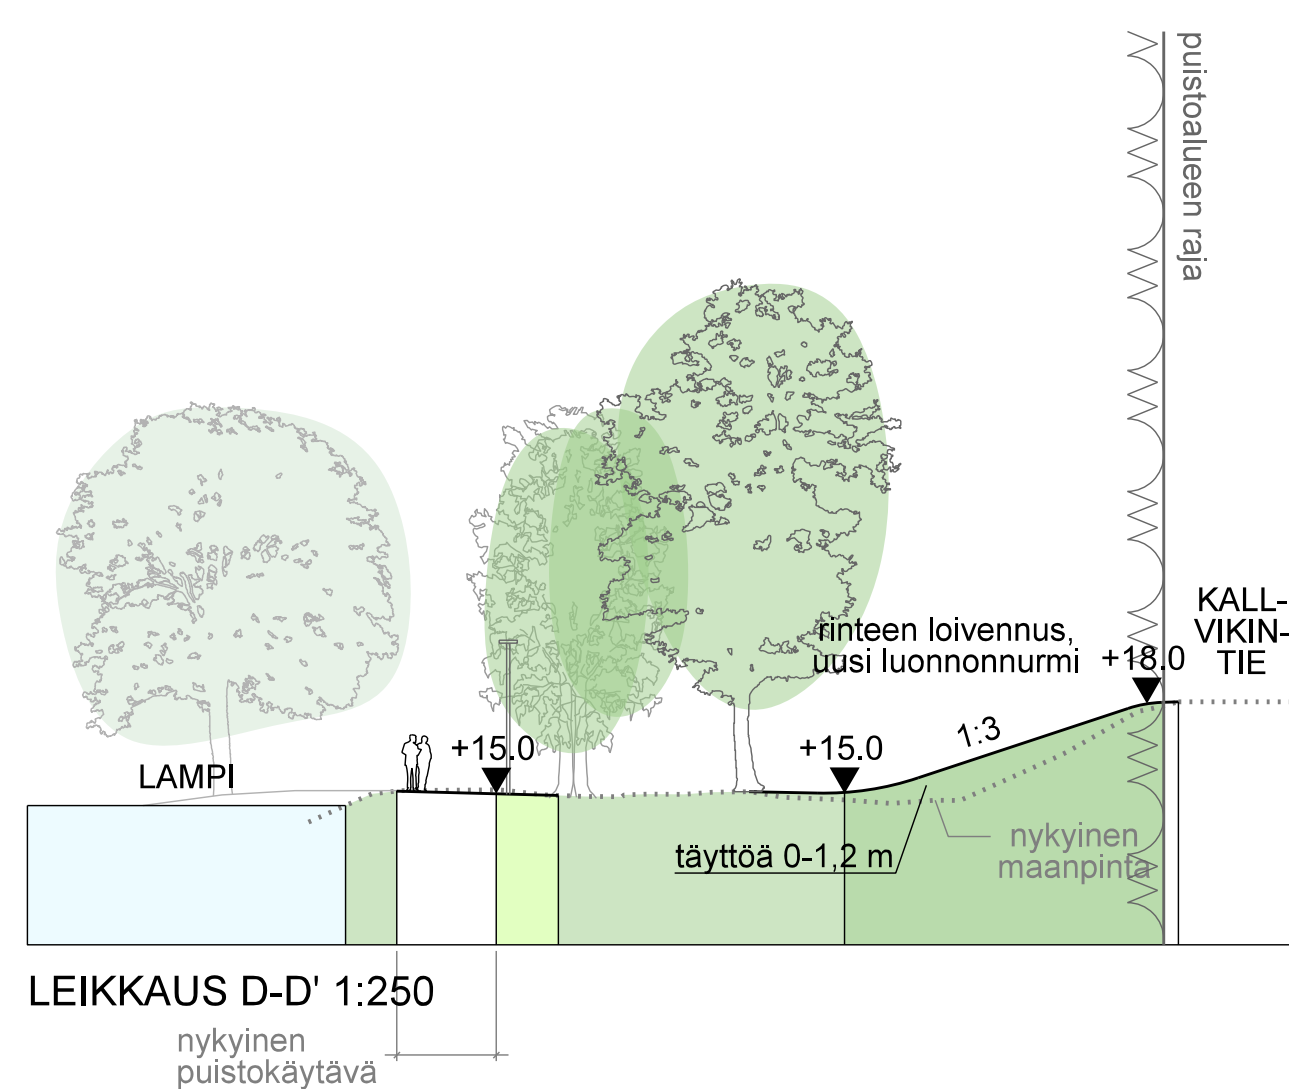 puistoalueen raja
KALL-
VIKIN-
TIE
rinteen loivennus,
uusi luonnonnurmi
+18.0
1:3
+15.0
+15.0
LAMPI
täyttöä 0-1,2 m
nykyinen
maanpinta
LEIKKAUS D-D' 1:250
nykyinen
puistokäytävä